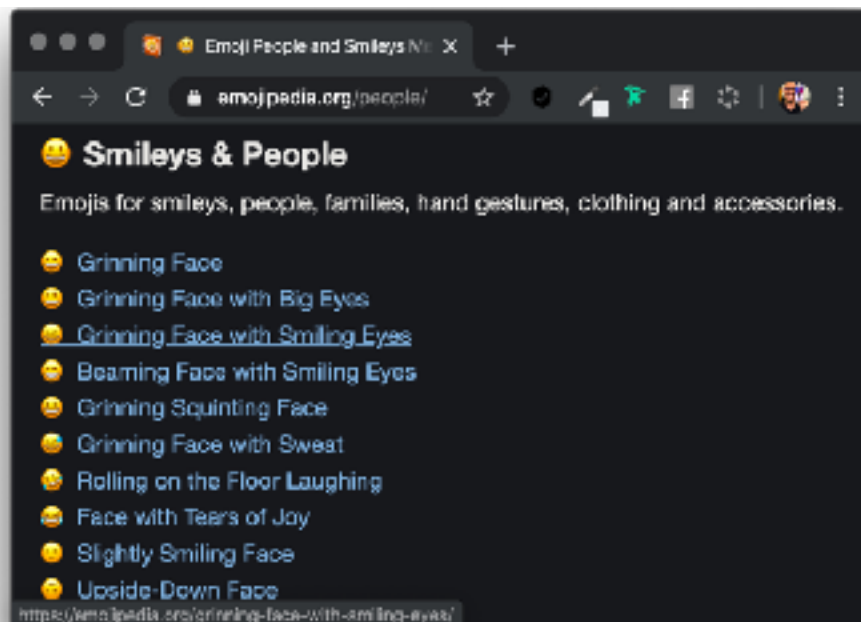 😀 Emoji People and Smileys M
emojipedia.org/people/
😀 Smileys & People
Emojis for smileys, people, families, hand gestures, clothing and accessories.
😀 Grinning Face
😃 Grinning Face with Big Eyes
😄 Grinning Face with Smiling Eyes
😁 Beaming Face with Smiling Eyes
😆 Grinning Squinting Face
😅 Grinning Face with Sweat
🤣 Rolling on the Floor Laughing
😂 Face with Tears of Joy
🙂 Slightly Smiling Face
🙃 Upside-Down Face
https://emojipedia.org/grinning-face-with-smiling-eyes/